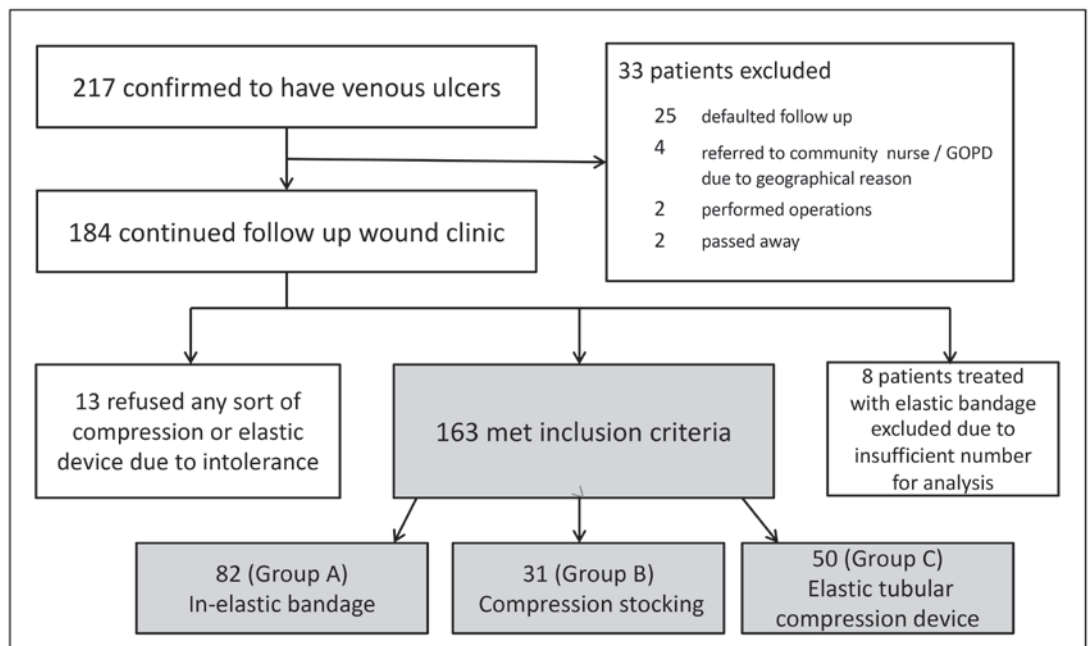 217 confirmed to have venous ulcers
33 patients excluded
25 defaulted follow up
4 referred to community nurse / GOPD
due to geographical reason
2 performed operations
2 passed away
184 continued follow up wound clinic
13 refused any sort of
compression or elastic
device due to intolerance
163 met inclusion criteria
8 patients treated
with elastic bandage
excluded due to
insufficient number
for analysis
82 (Group A)
In-elastic bandage
31 (Group B)
Compression stocking
50 (Group C)
Elastic tubular
compression device